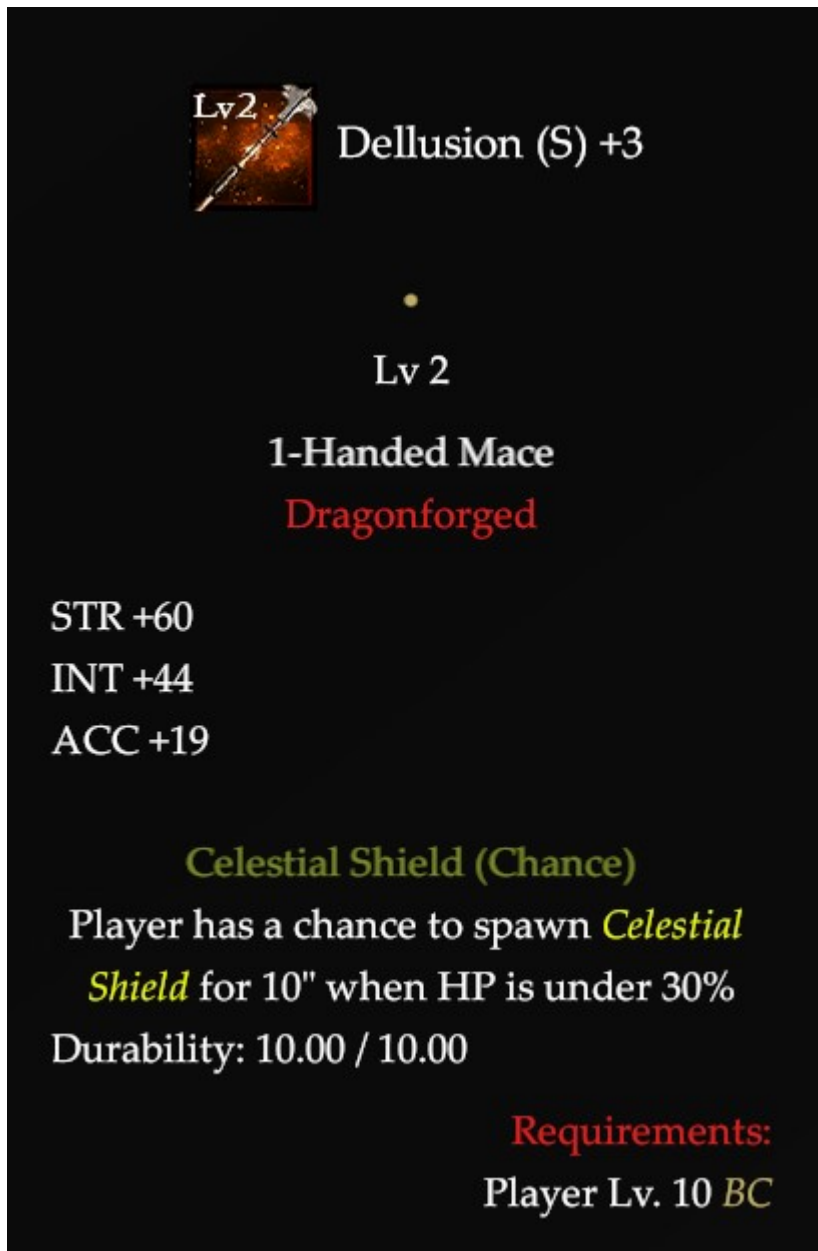 Lv2
Dellusion (S) +3
Lv 2
1-Handed Mace
Dragonforged
STR +60
INT +44
ACC +19
Celestial Shield (Chance)
Player has a chance to spawn Celestial
Shield for 10" when HP is under 30%
Durability: 10.00 / 10.00
Requirements:
Player Lv. 10 BC